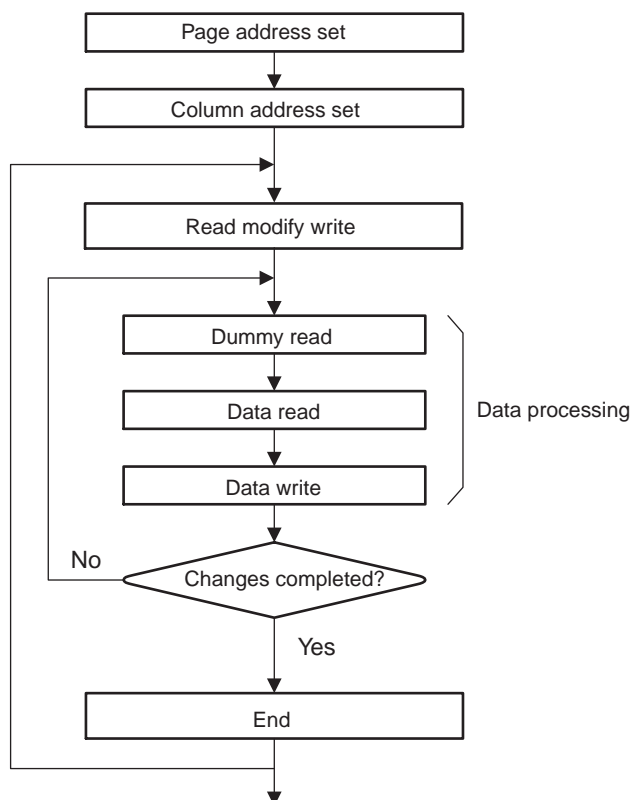 Page address set
Column address set
Read modify write
Dummy read
Data read
Data processing
Data write
No
Changes completed?
Yes
End